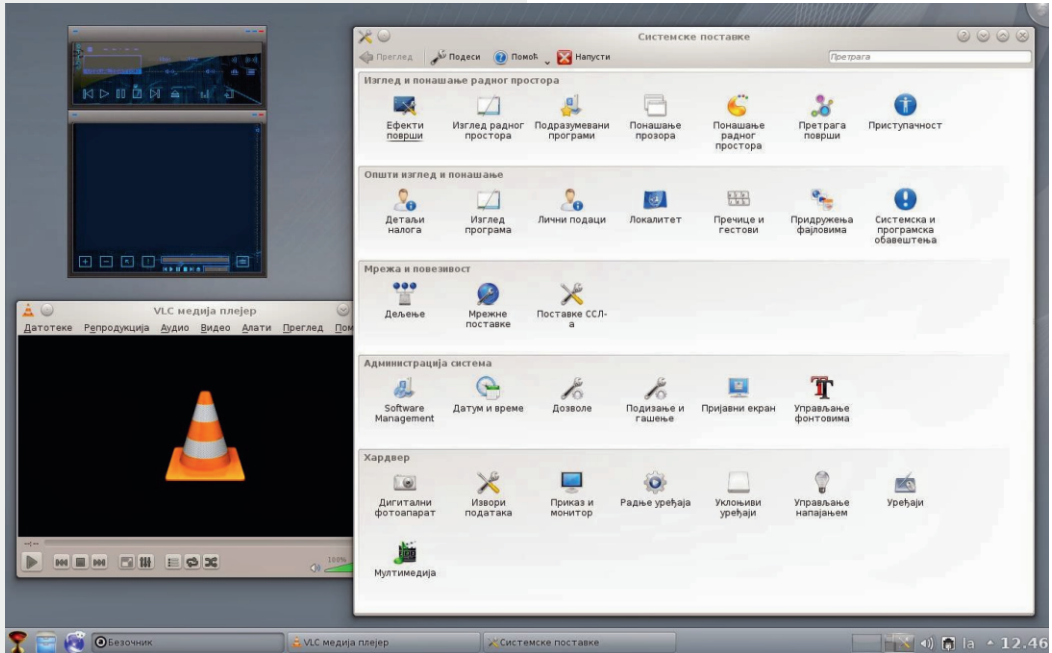 Системске поставке
Преглед Подеси Помоћ Напусти Претрага
Изглед и понашање радног простора
Ефекти површи
Изглед радног простора
Подразумевани програми
Понашање прозора
Понашање радног простора
Претрага површи
Приступачност
Општи изглед и понашање
Детаљи налога
Изглед програма
Лични подаци
Локалитет
Пречице и гестови
Придружења фајловима
Системска и програмска обавештења
Мрежа и повезивост
Дељење
Мрежне поставке
Поставке ССЛ-а
Администрација система
Software Management
Датум и време
Дозволе
Подизање и гашење
Пријавни екран
Управљање фонтовима
Хардвер
Дигитални фотоапарат
Извори података
Приказ и монитор
Радње уређаја
Уклоњиви уређаји
Управљање напајањем
Уређаји
Мултимедија
VLC медија плејер
Датотеке Репродукција Аудио Видео Алати Преглед Пом
100%
Безочник VLC медија плејер Системске поставке la 12.46